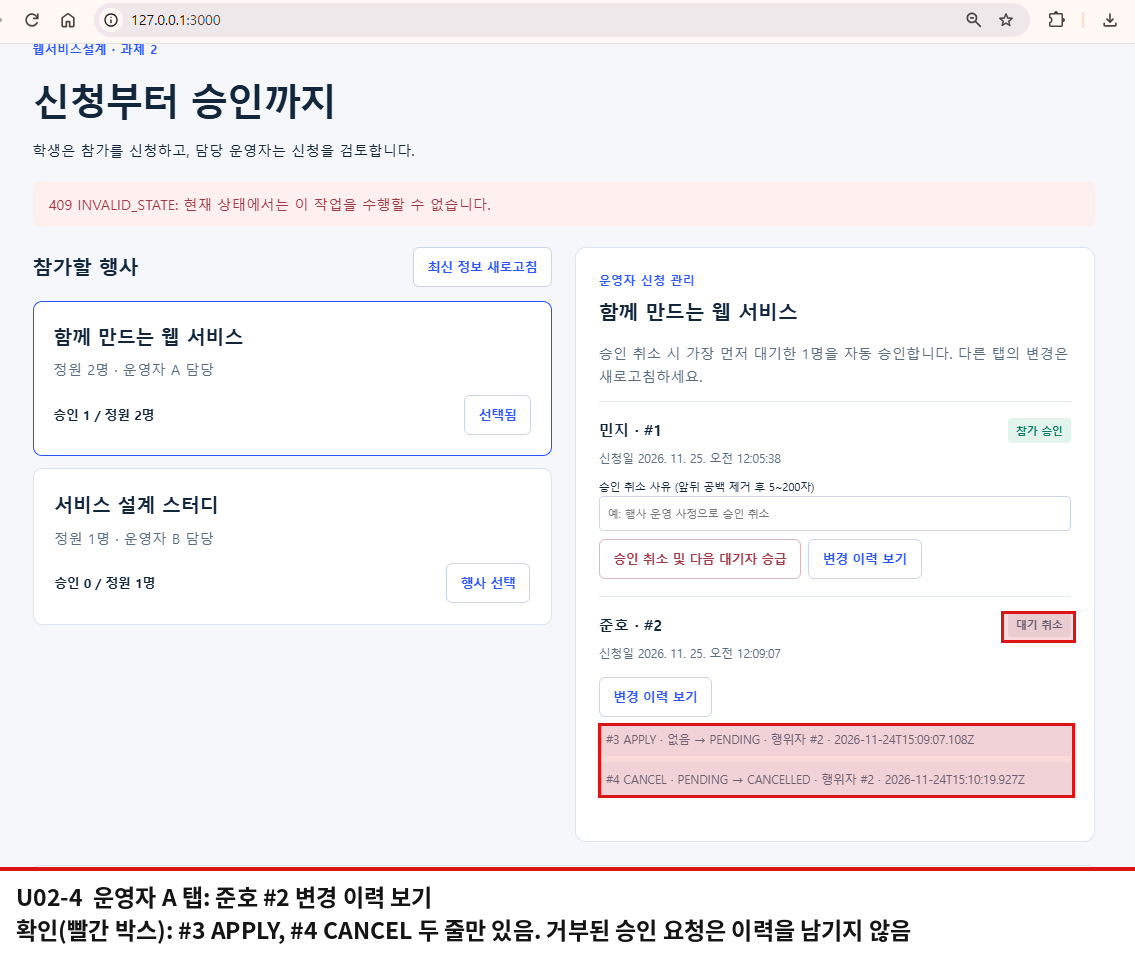 127.0.0.1:3000
웹서비스설계 · 과제 2
신청부터 승인까지
학생은 참가를 신청하고, 담당 운영자는 신청을 검토합니다.
409 INVALID_STATE: 현재 상태에서는 이 작업을 수행할 수 없습니다.
참가할 행사
최신 정보 새로고침
함께 만드는 웹 서비스
정원 2명 · 운영자 A 담당
승인 1 / 정원 2명
선택됨
서비스 설계 스터디
정원 1명 · 운영자 B 담당
승인 0 / 정원 1명
행사 선택
운영자 신청 관리
함께 만드는 웹 서비스
승인 취소 시 가장 먼저 대기한 1명을 자동 승인합니다. 다른 탭의 변경은
새로고침하세요.
민지 · #1
참가 승인
신청일 2026. 11. 25. 오전 12:05:38
승인 취소 사유 (앞뒤 공백 제거 후 5~200자)
예: 행사 운영 사정으로 승인 취소
승인 취소 및 다음 대기자 승급
변경 이력 보기
준호 · #2
대기 취소
신청일 2026. 11. 25. 오전 12:09:07
변경 이력 보기
#3 APPLY · 없음 → PENDING · 행위자 #2 · 2026-11-24T15:09:07.108Z
#4 CANCEL · PENDING → CANCELLED · 행위자 #2 · 2026-11-24T15:10:19.927Z
U02-4 운영자 A 탭: 준호 #2 변경 이력 보기
확인(빨간 박스): #3 APPLY, #4 CANCEL 두 줄만 있음. 거부된 승인 요청은 이력을 남기지 않음